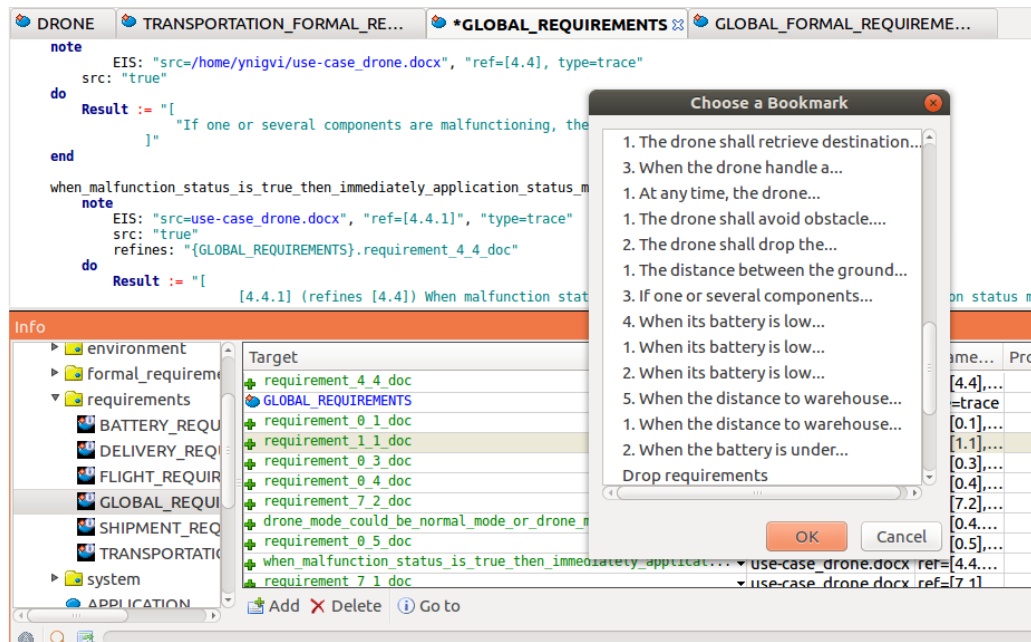 DRONE
TRANSPORTATION_FORMAL_RE...
*GLOBAL_REQUIREMENTS
GLOBAL_FORMAL_REQUIREME...
note
EIS: "src=/home/ynigvi/use-case_drone.docx", "ref=[4.4], type=trace"
src: "true"
do
Result := "[
"If one or several components are malfunctioning, the
]"
end
when_malfunction_status_is_true_then_immediately_application_status_m
note
EIS: "src=use-case_drone.docx", "ref=[4.4.1]", "type=trace"
src: "true"
refines: "{GLOBAL_REQUIREMENTS}.requirement_4_4_doc"
do
Result := "[
[4.4.1] (refines [4.4]) When malfunction stat
on status m
Choose a Bookmark
1. The drone shall retrieve destination...
3. When the drone handle a...
1. At any time, the drone...
1. The drone shall avoid obstacle....
2. The drone shall drop the...
1. The distance between the ground...
3. If one or several components...
4. When its battery is low...
1. When its battery is low...
2. When its battery is low...
5. When the distance to warehouse...
1. When the distance to warehouse...
2. When the battery is under...
Drop requirements
OK
Cancel
Info
environment
formal_requireme
requirements
BATTERY_REQU
DELIVERY_REQ
FLIGHT_REQUIR
GLOBAL_REQUI
SHIPMENT_REQ
TRANSPORTATI
system
APPLICATION
Target
ame...
Pro
requirement_4_4_doc
[4.4],...
GLOBAL_REQUIREMENTS
=trace
requirement_0_1_doc
[0.1],...
requirement_1_1_doc
[1.1],...
requirement_0_3_doc
[0.3],...
requirement_0_4_doc
[0.4],...
requirement_7_2_doc
[7.2],...
drone_mode_could_be_normal_mode_or_drone_m
[0.4....
requirement_0_5_doc
[0.5],...
when_malfunction_status_is_true_then_immediately_applicat...
use-case_drone.docx
ref=[4.4....
requirement_7_1_doc
use-case_drone.docx
ref=[7.1]
Add
Delete
Go to